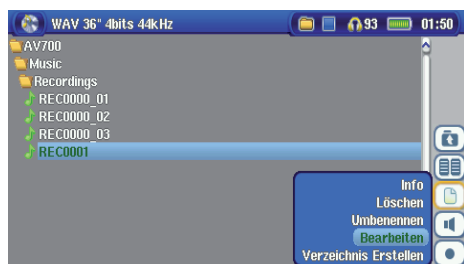 WAV 36" 4bits 44kHz 93 01:50
AV700
Music
Recordings
REC0000_01
REC0000_02
REC0000_03
REC0001
Info
Löschen
Umbenennen
Bearbeiten
Verzeichnis Erstellen